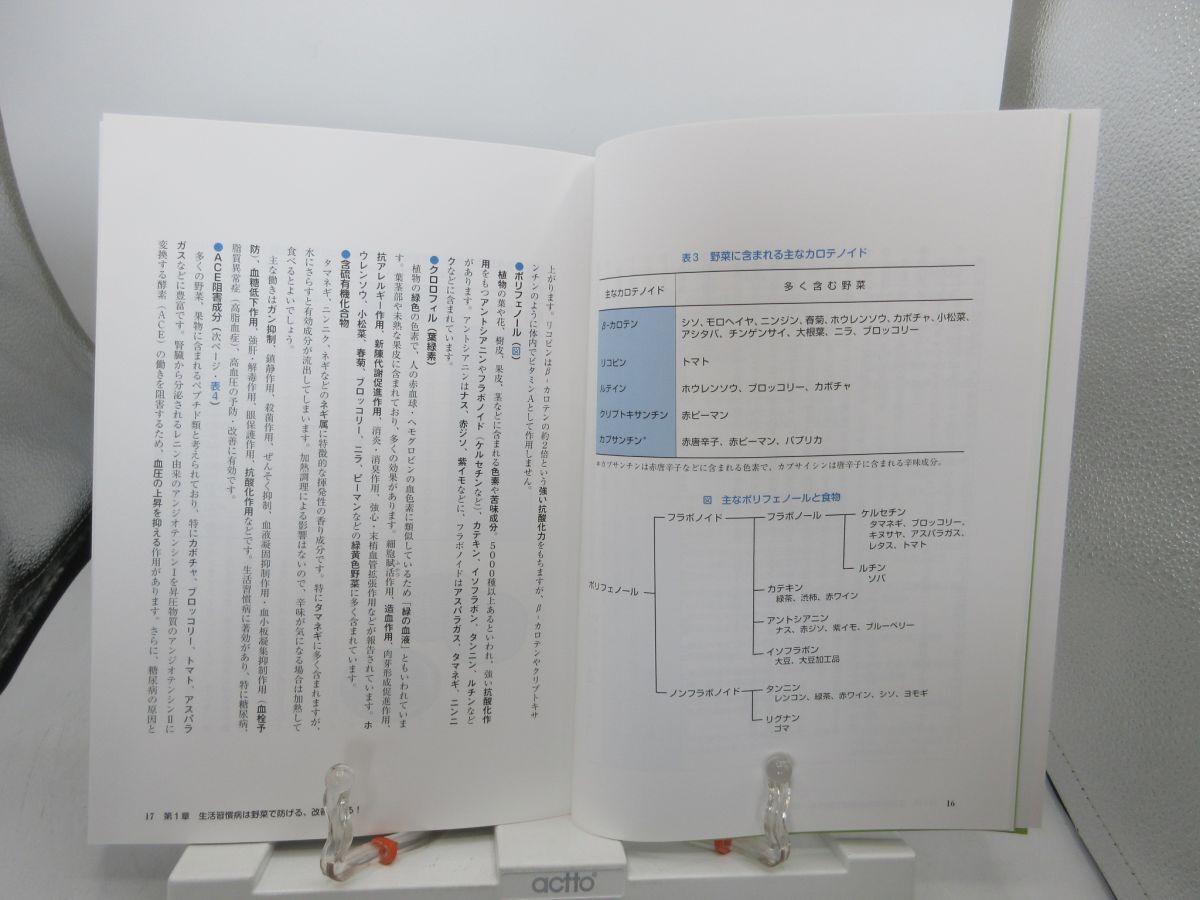 表3　野菜に含まれる主なカロテノイド
主なカロテノイド　多く含む野菜
β-カロテン　シソ、モロヘイヤ、ニンジン、春菊、ホウレンソウ、カボチャ、小松菜、
アシタバ、チンゲンサイ、大根葉、ニラ、ブロッコリー
リコピン　トマト
ルテイン　ホウレンソウ、ブロッコリー、カボチャ
クリプトキサンチン　赤ピーマン
カプサンチン*　赤唐辛子、赤ピーマン、パプリカ
*カプサンチンは赤唐辛子などに含まれる色素で、カプサイシンは唐辛子に含まれる辛味成分。
図　主なポリフェノールと食物
ポリフェノール
フラボノイド
フラボノール
ケルセチン
タマネギ、ブロッコリー、
キヌサヤ、アスパラガス、
レタス、トマト
ルチン
ソバ
カテキン
緑茶、渋柿、赤ワイン
アントシアニン
ナス、赤ジソ、紫イモ、ブルーベリー
イソフラボン
大豆、大豆加工品
ノンフラボノイド
タンニン
レンコン、緑茶、赤ワイン、シソ、ヨモギ
リグナン
ゴマ
16
上がります。リコピンはβ-カロテンの約2倍という強い抗酸化力をもちますが、β-カロテンやクリプトキサ
ンチンのように体内でビタミンAとして作用しません。
●ポリフェノール（図）
植物の葉や花、樹皮、果皮、茎などに含まれる色素や苦味成分。5000種以上あるといわれ、強い抗酸化作
用をもつアントシアニンやフラボノイド（ケルセチンなど）、カテキン、イソフラボン、タンニン、ルチンなど
があります。アントシアニンはナス、赤ジソ、紫イモなどに、フラボノイドはアスパラガス、タマネギ、ニンニ
クなどに含まれています。
●クロロフィル（葉緑素）
植物の緑色の色素で、人の赤血球・ヘモグロビンの血色素に類似しているため「緑の血液」ともいわれていま
す。葉茎部や未熟な果皮に含まれており、多くの効果があります。細胞賦活作用、造血作用、肉芽形成促進作用、
抗アレルギー作用、新陳代謝促進作用、消炎・消臭作用、強心・末梢血管拡張作用などが報告されています。ホ
ウレンソウ、小松菜、春菊、ブロッコリー、ニラ、ピーマンなどの緑黄色野菜に多く含まれています。
●含硫有機化合物
タマネギ、ニンニク、ネギなどのネギ属に特徴的な揮発性の香り成分です。特にタマネギに多く含まれますが、
水にさらすと有効成分が流出してしまいます。加熱調理による影響はないので、辛味が気になる場合は加熱して
食べるとよいでしょう。
主な働きはガン抑制、鎮静作用、殺菌作用、ぜんそく抑制、血液凝固抑制作用・血小板凝集抑制作用（血栓予
防）、血糖低下作用、強肝・解毒作用、眼保護作用、抗酸化作用などです。生活習慣病に著効があり、特に糖尿病、
脂質異常症（高脂血症）、高血圧の予防・改善に有効です。
●ACE阻害成分（次ページ・表4）
多くの野菜、果物に含まれるペプチド類と考えられており、特にカボチャ、ブロッコリー、トマト、アスパラ
ガスなどに豊富です。腎臓から分泌されるレニン由来のアンジオテンシンⅠを昇圧物質のアンジオテンシンⅡに
変換する酵素（ACE）の働きを阻害するため、血圧の上昇を抑える作用があります。さらに、糖尿病の原因と
17　第1章　生活習慣病は野菜で防げる、改善
る！
actto